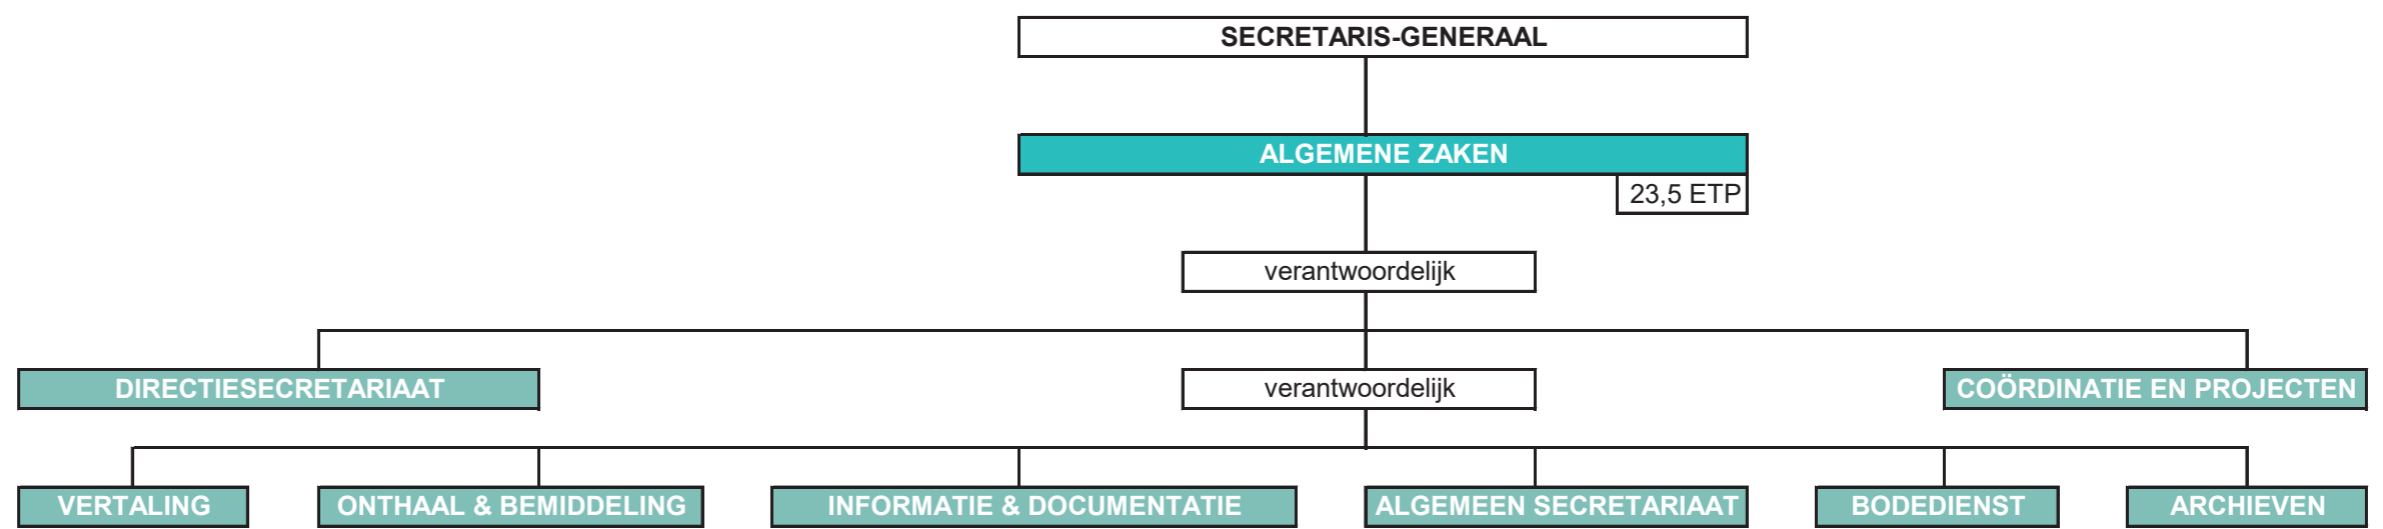 SECRETARIS-GENERAAL
ALGEMENE ZAKEN
23,5 ETP
verantwoordelijk
DIRECTIESECRETARIAAT
verantwoordelijk
COÖRDINATIE EN PROJECTEN
VERTALING
ONTHAAL & BEMIDDELING
INFORMATIE & DOCUMENTATIE
ALGEMEEN SECRETARIAAT
BODEDIENST
ARCHIEVEN